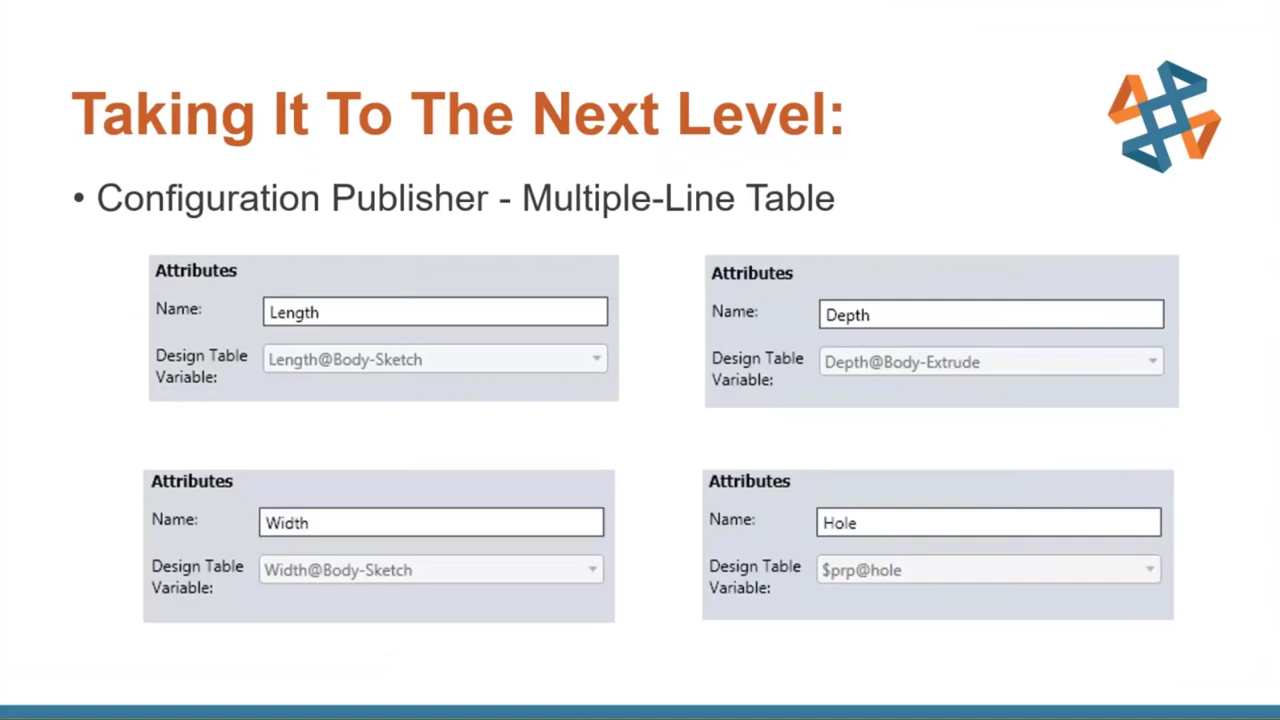 Taking It To The Next Level:
• Configuration Publisher - Multiple-Line Table
Attributes
Name:
Length
Design Table
Variable:
Length@Body-Sketch
Attributes
Name:
Depth
Design Table
Variable:
Depth@Body-Extrude
Attributes
Name:
Width
Design Table
Variable:
Width@Body-Sketch
Attributes
Name:
Hole
Design Table
Variable:
$prp@hole